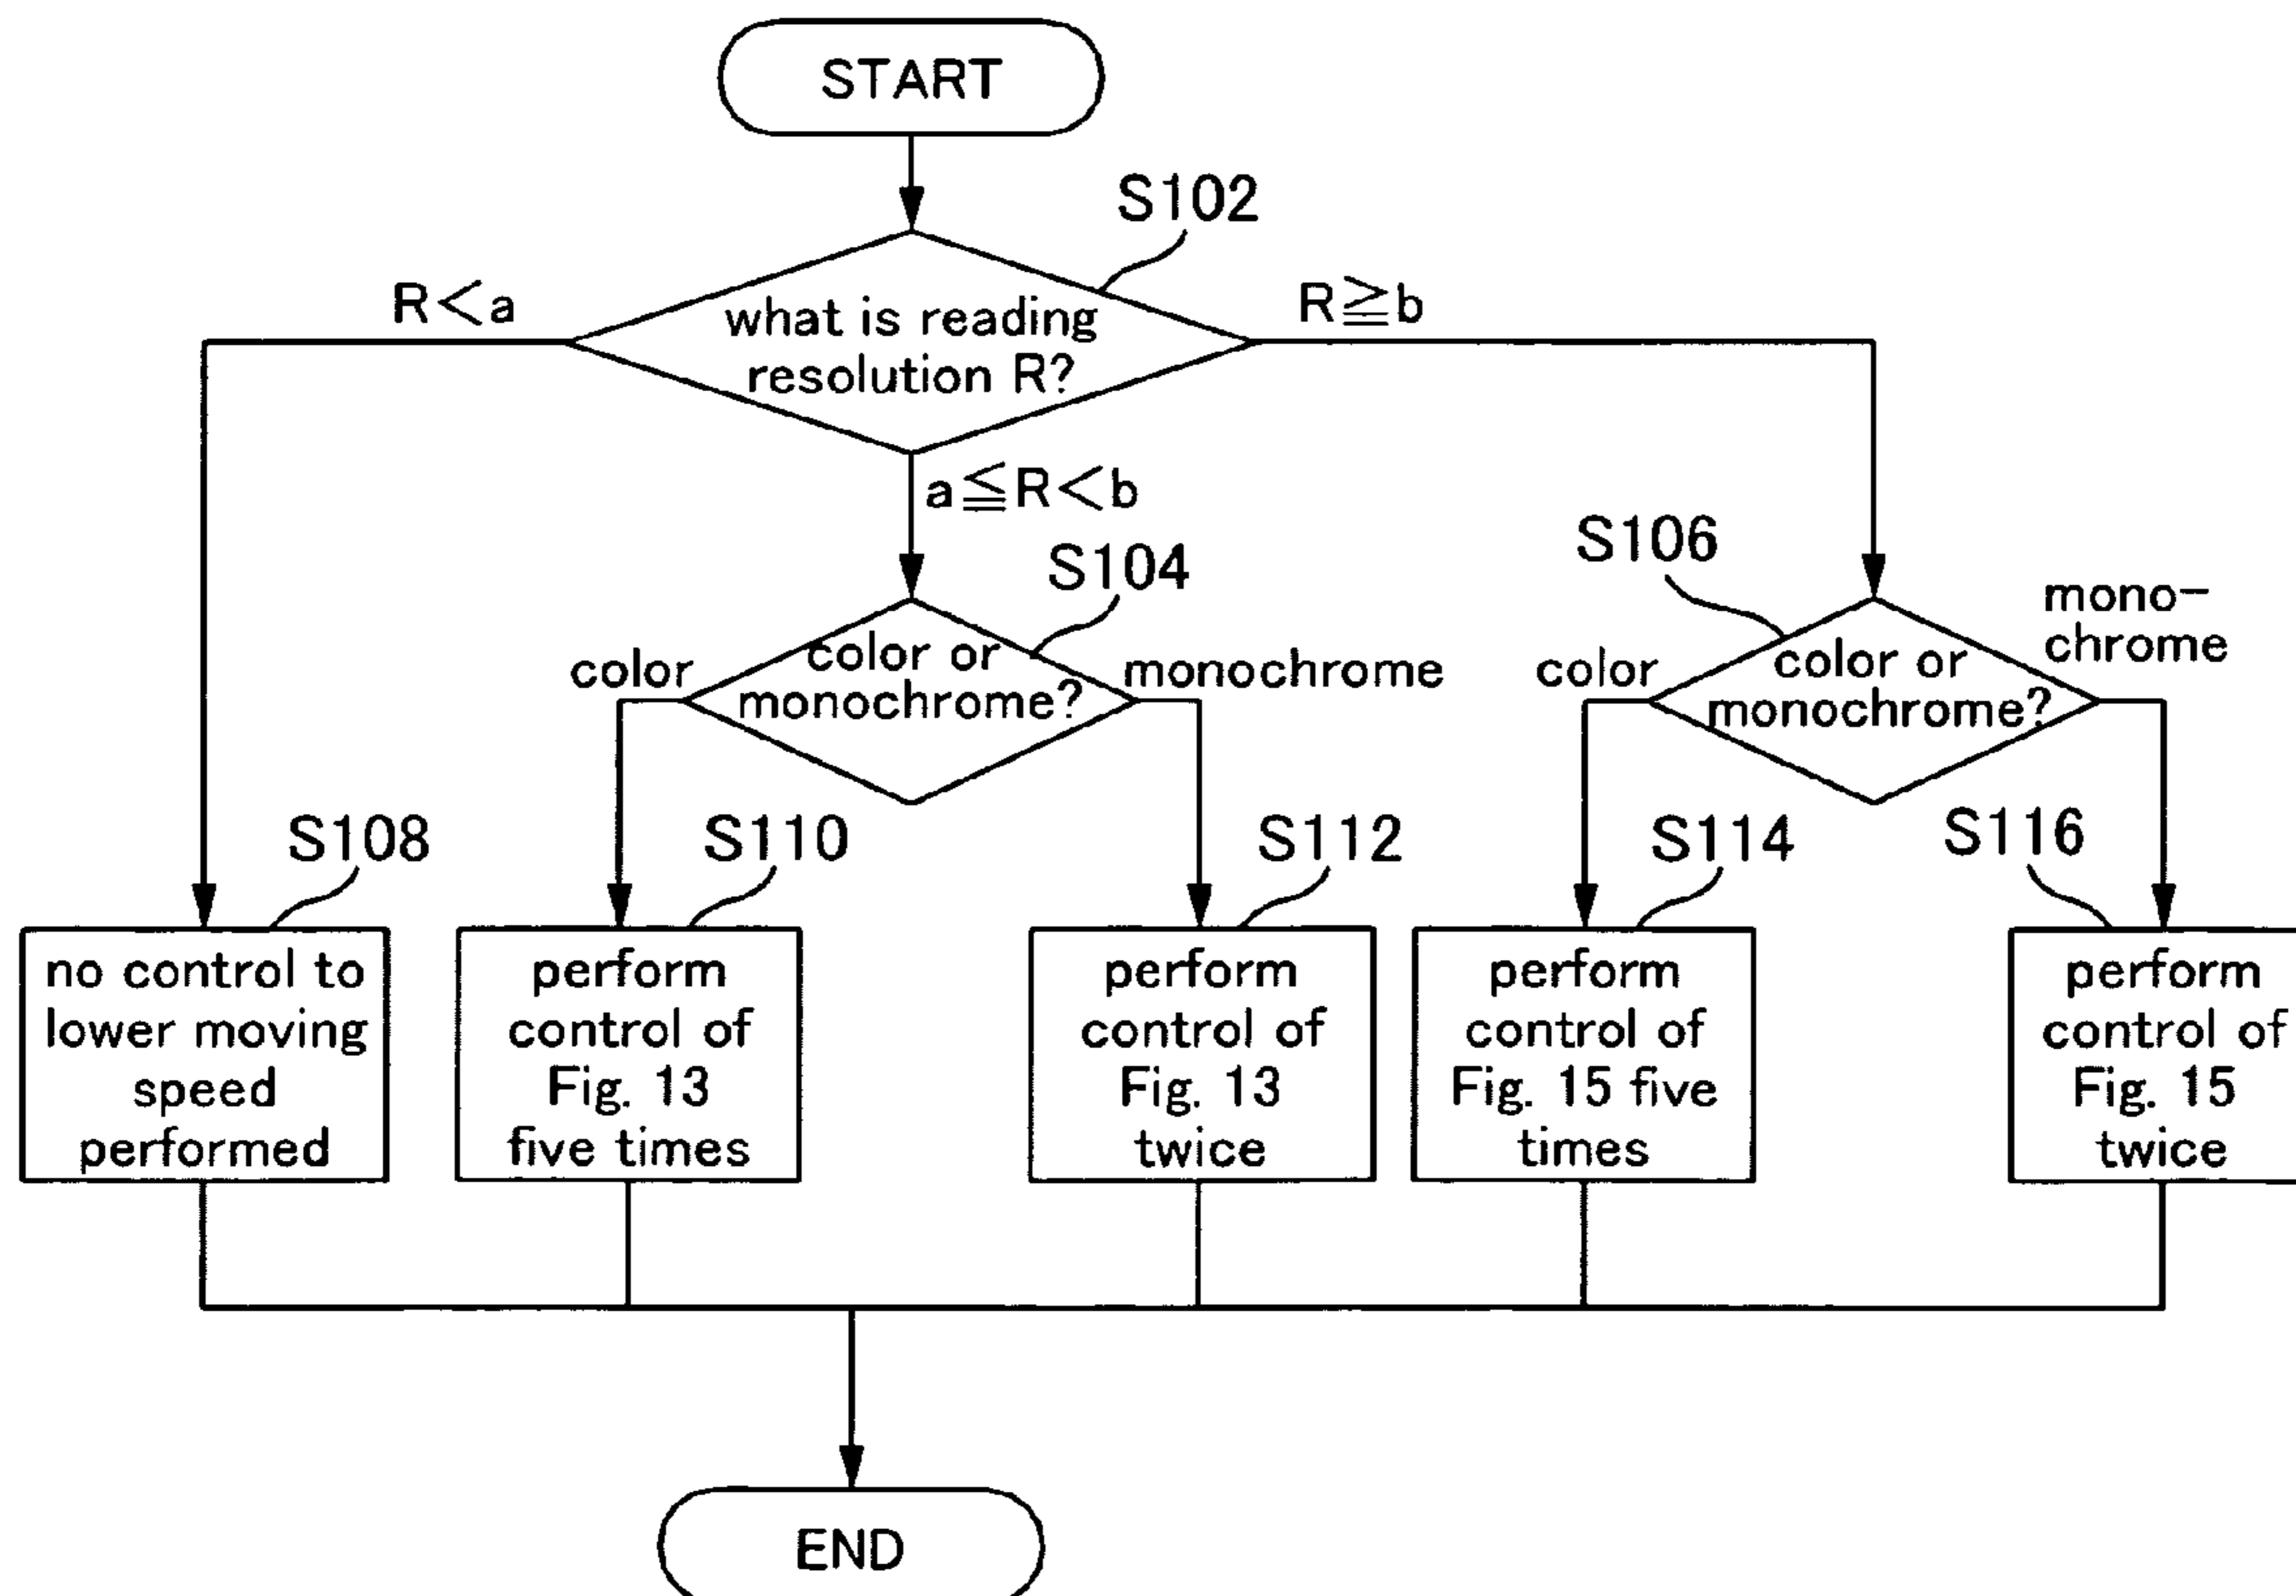 START
S102
R<a
what is reading
resolution R?
R≧b
a≦R<b
S104
S106
color
color or
monochrome?
monochrome
color
color or
monochrome?
mono-
chrome
S108
S110
S112
S114
S116
no control to
lower moving
speed
performed
perform
control of
Fig. 13
five times
perform
control of
Fig. 13
twice
perform
control of
Fig. 15 five
times
perform
control of
Fig. 15
twice
END